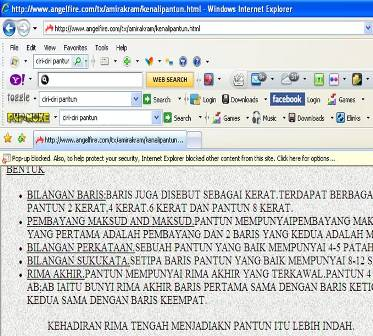 http://www.angelfire.com/tx/amirakram/kenalipantun.html - Windows Internet Explorer
http://www.angelfire.com/tx/amirakram/kenalipantun.html
File Edit View Favorites Tools Help
Y! WEB SEARCH
ciri-diri pantun Search Login Downloads facebook Login Games
ciri-diri pantun Search Games Music Downloads Links
http://www.angelfire.com/tx/amirakram/kenalipantun...
Pop-up blocked. Also, to help protect your security, Internet Explorer blocked other content from this site. Click here for options...
BENTUK
BILANGAN BARIS:BARIS JUGA DISEBUT SEBAGAI KERAT.TERDAPAT BERBAGA
PANTUN 2 KERAT,4 KERAT.6 KERAT DAN PANTUN 8 KERAT.
PEMBAYANG MAKSUD AND MAKSUD,PANTUN MEMPUNYAIPEMBAYANG MAK
YANG PERTAMA ADALAH PEMBAYANG DAN 2 BARIS YANG KEDUA ADALAH M
BILANGAN PERKATAAN,SEBUAH PANTUN YANG BAIK MEMPUNYAI 4-5 PATAH
BILANGAN SUKUKATA:SETIPA BARIS PANTUN YANG BAIK MEMPUNYAI 8-12 S
RIMA AKHIR,PANTUN MEMPUNYAI RIMA AKHIR YANG TERKAWAL.PANTUN 4
AB;AB IAITU BUNYI RIMA AKHIR BARIS PERTAMA SAMA DENGAN BARIS KETIG
KEDUA SAMA DENGAN BARIS KEEMPAT.
KEHADIRAN RIMA TENGAH MENJADIAKN PANTUN ITU LEBIH INDAH.